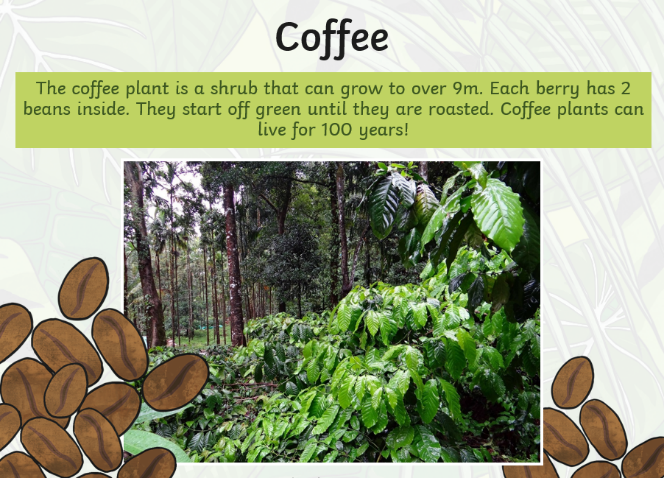 Coffee
The coffee plant is a shrub that can grow to over 9m. Each berry has 2
beans inside. They start off green until they are roasted. Coffee plants can
live for 100 years!